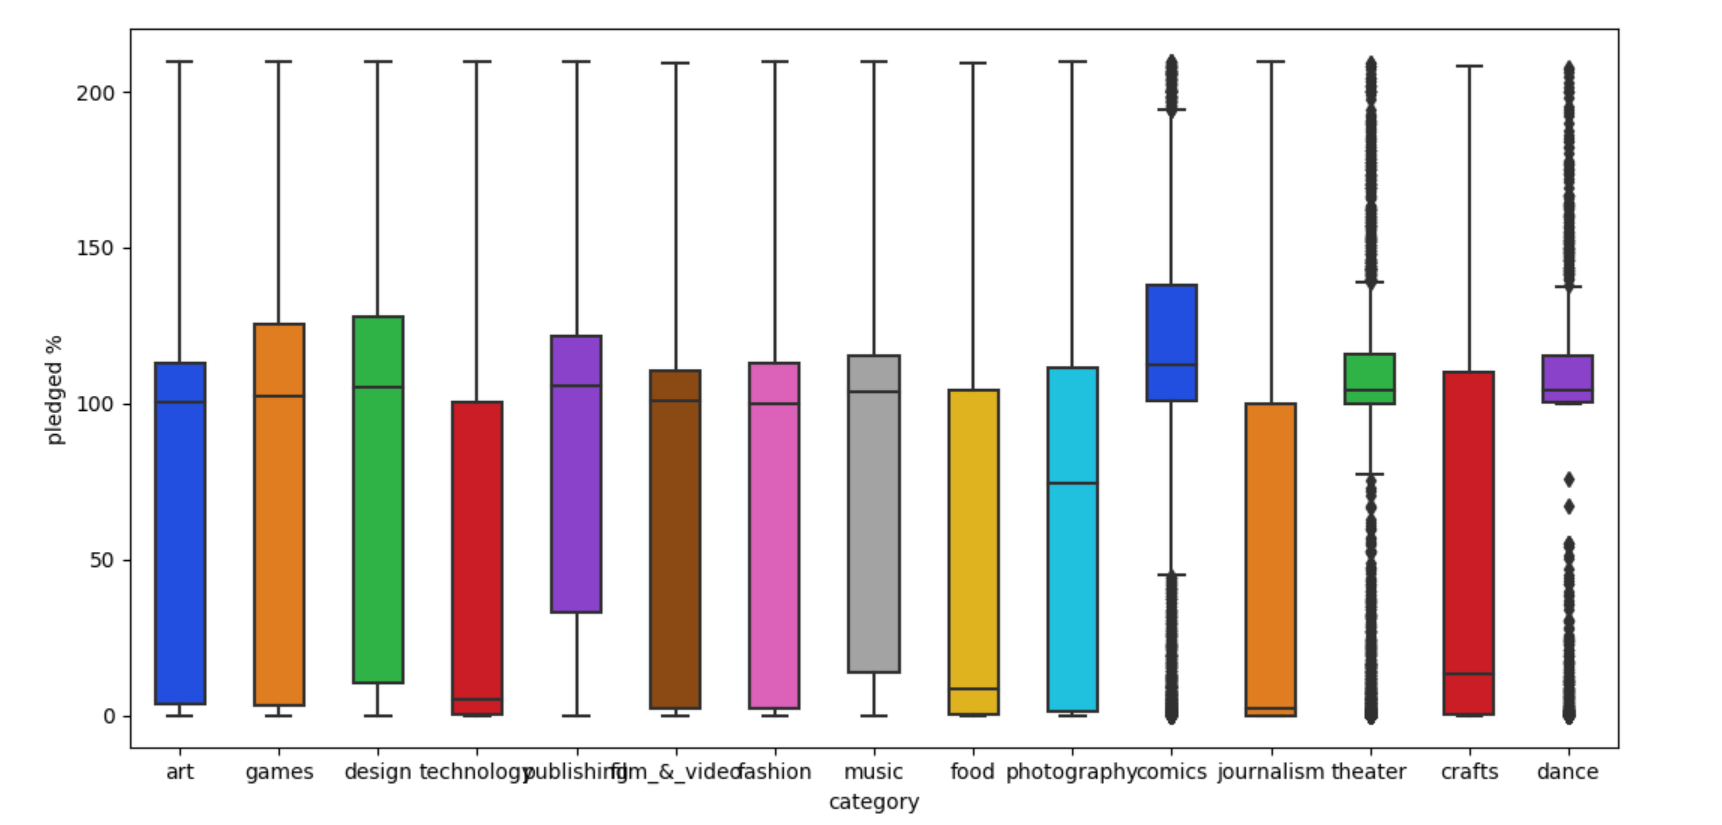 200
150
100
50
0
pledged %
art games design technology publishing film_&_video fashion music food photography comics journalism theater crafts dance
category